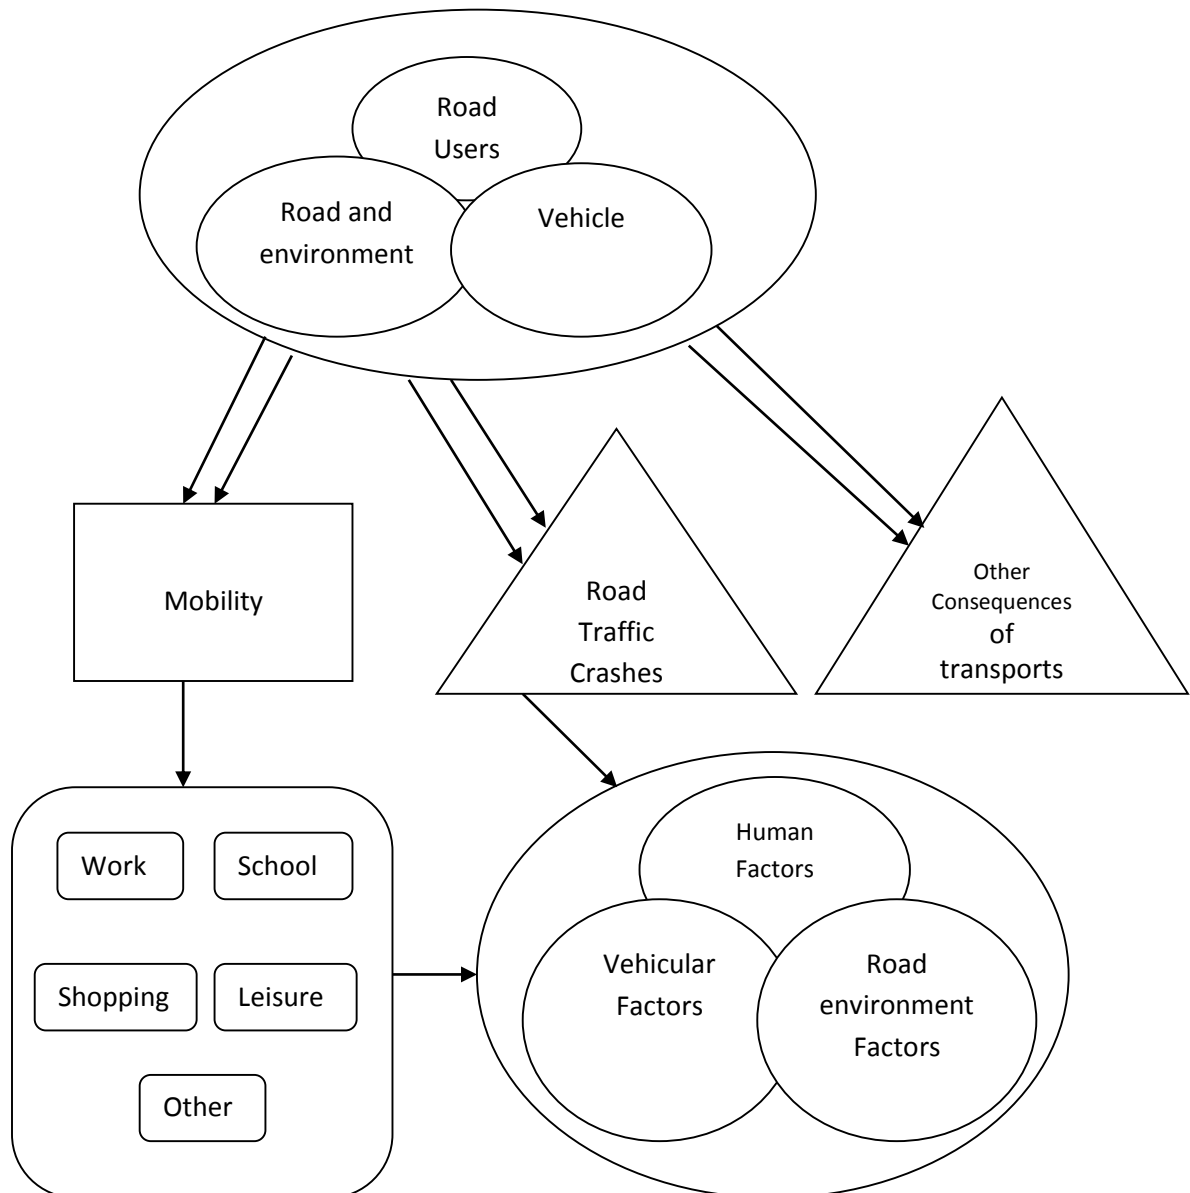 Road
Users
Road and
environment
Vehicle
Mobility
Road
Traffic
Crashes
Other
Consequences
of
transports
Work
School
Shopping
Leisure
Other
Human
Factors
Vehicular
Factors
Road
environment
Factors